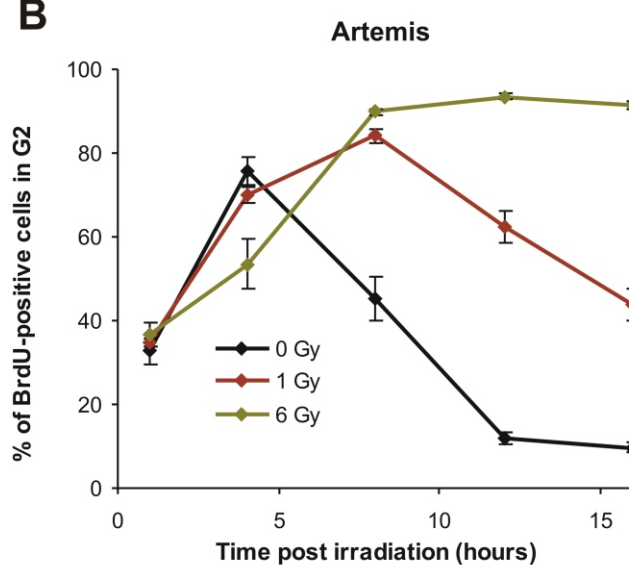 B
Artemis
% of BrdU-positive cells in G2
100
80
60
40
20
0
0 Gy
1 Gy
6 Gy
0 5 10 15
Time post irradiation (hours)